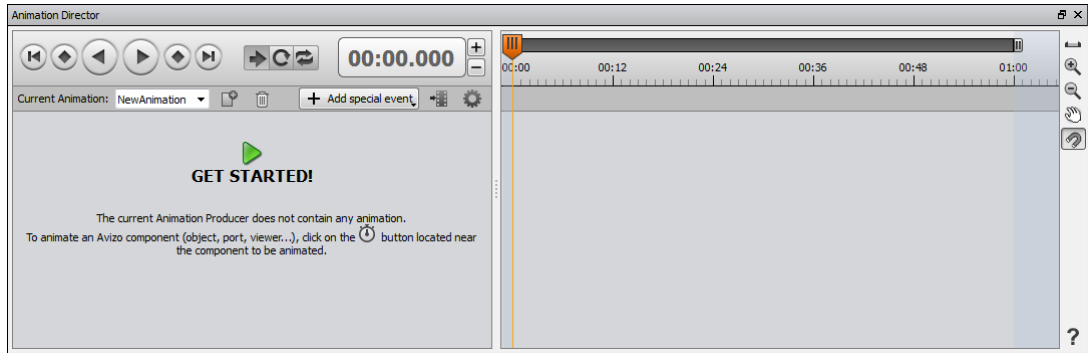 Animation Director
00:00.000
+
−
00:00 00:12 00:24 00:36 00:48 01:00
Current Animation: NewAnimation + Add special event
GET STARTED!
The current Animation Producer does not contain any animation.
To animate an Avizo component (object, port, viewer...), click on the button located near
the component to be animated.
?